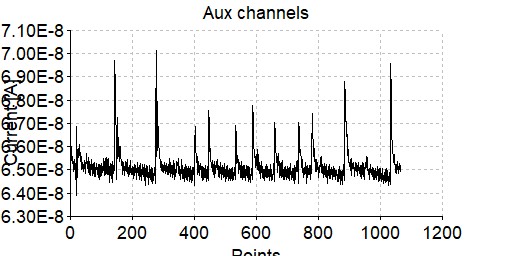 Aux channels
7.10E-8
7.00E-8
6.90E-8
6.80E-8
6.70E-8
6.60E-8
6.50E-8
6.40E-8
6.30E-8
Current (A)
0
200
400
600
800
1000
1200
Points